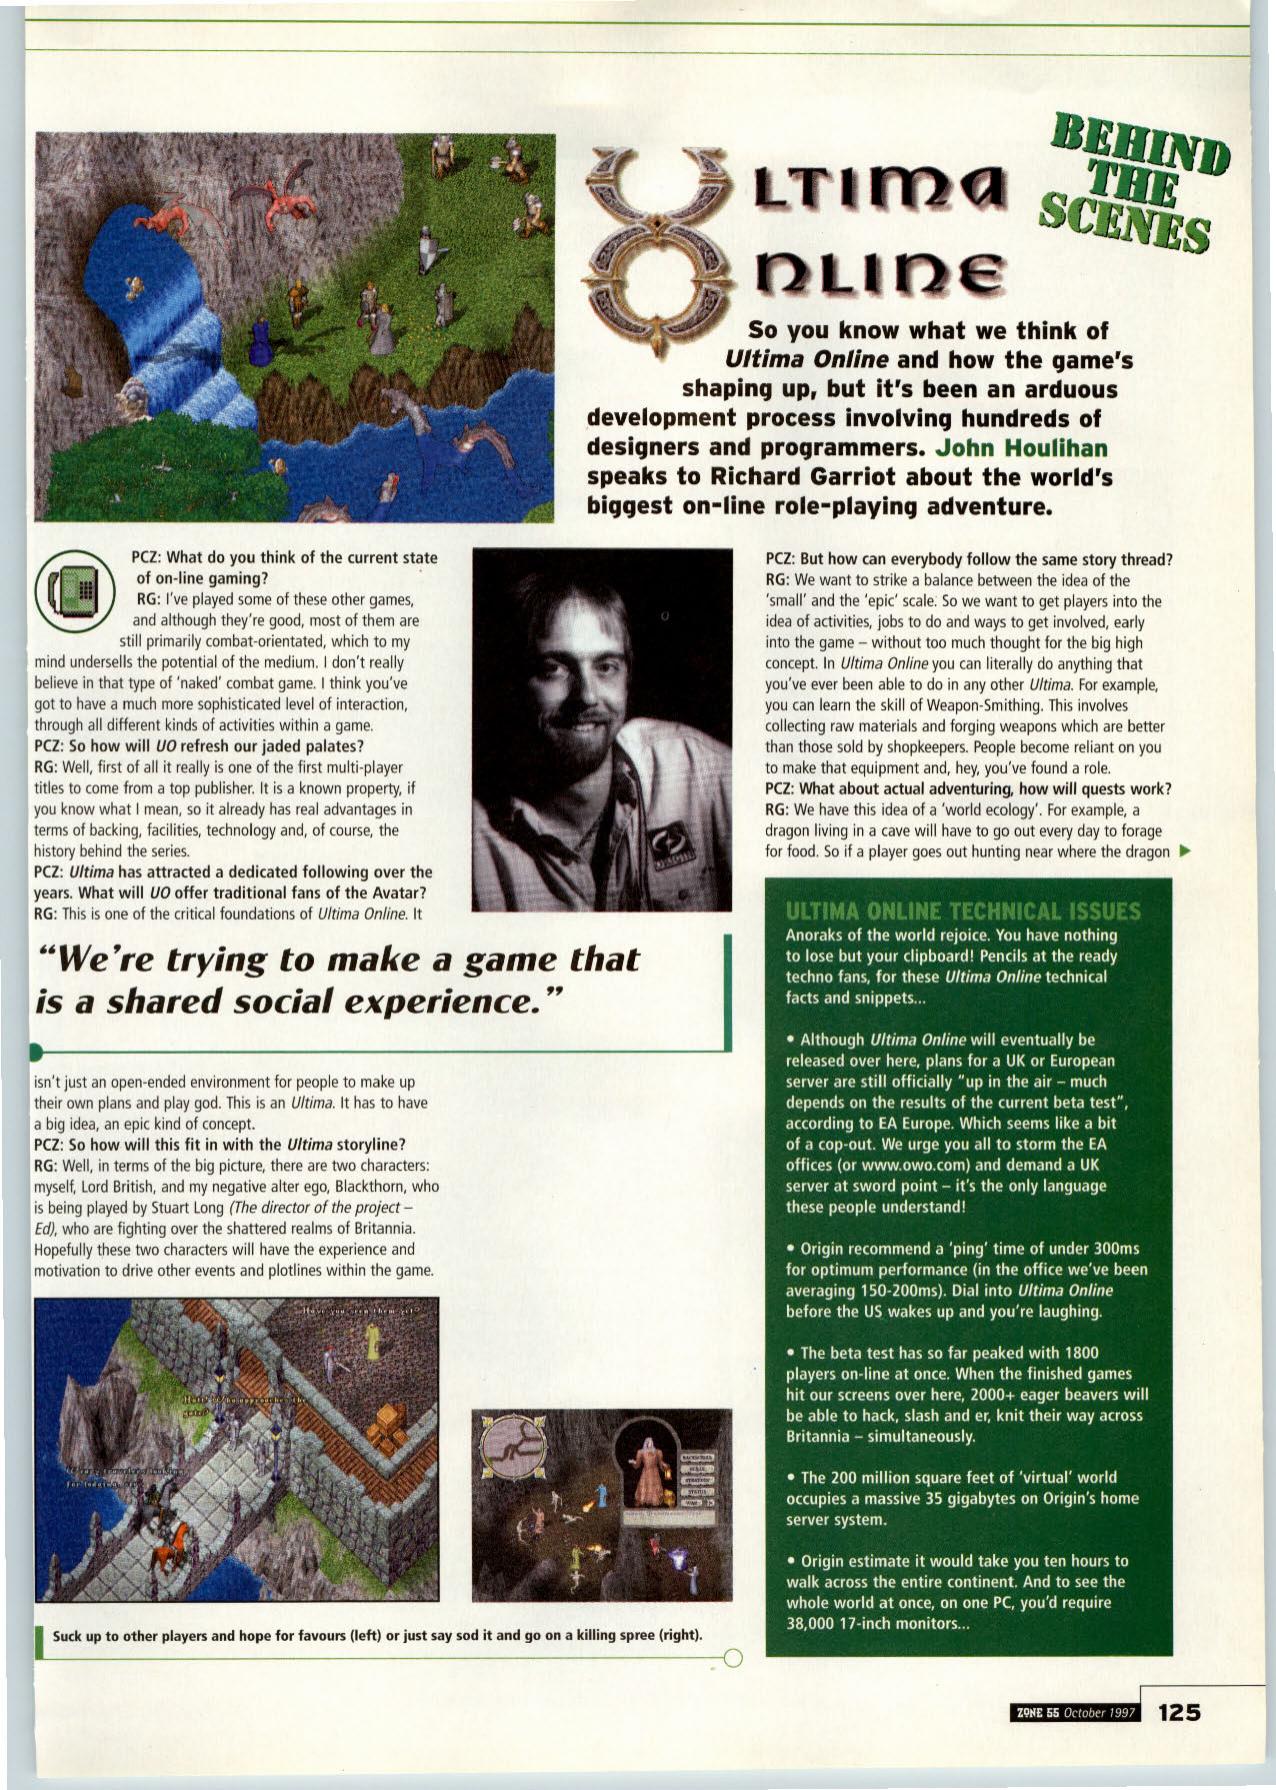 BEHIND
THE
SCENES
ULTIMA
ONLINE
So you know what we think of
Ultima Online and how the game's
shaping up, but it's been an arduous
development process involving hundreds of
designers and programmers. John Houlihan
speaks to Richard Garriot about the world's
biggest on-line role-playing adventure.
PCZ: What do you think of the current state
of on-line gaming?
RG: I've played some of these other games,
and although they're good, most of them are
still primarily combat-orientated, which to my
mind undersells the potential of the medium. I don't really
believe in that type of 'naked' combat game. I think you've
got to have a much more sophisticated level of interaction,
through all different kinds of activities within a game.
PCZ: So how will UO refresh our jaded palates?
RG: Well, first of all it really is one of the first multi-player
titles to come from a top publisher. It is a known property, if
you know what I mean, so it already has real advantages in
terms of backing, facilities, technology and, of course, the
history behind the series.
PCZ: Ultima has attracted a dedicated following over the
years. What will UO offer traditional fans of the Avatar?
RG: This is one of the critical foundations of Ultima Online. It
"We're trying to make a game that
is a shared social experience."
isn't just an open-ended environment for people to make up
their own plans and play god. This is an Ultima. It has to have
a big idea, an epic kind of concept.
PCZ: So how will this fit in with the Ultima storyline?
RG: Well, in terms of the big picture, there are two characters:
myself, Lord British, and my negative alter ego, Blackthorn, who
is being played by Stuart Long (The director of the project –
Ed), who are fighting over the shattered realms of Britannia.
Hopefully these two characters will have the experience and
motivation to drive other events and plotlines within the game.
Have you seen them yet?
Halt! Who approaches the
gate?
BACKPACK
SKILLS
STATUS
WAR
Suck up to other players and hope for favours (left) or just say sod it and go on a killing spree (right).
PCZ: But how can everybody follow the same story thread?
RG: We want to strike a balance between the idea of the
'small' and the 'epic' scale. So we want to get players into the
idea of activities, jobs to do and ways to get involved, early
into the game – without too much thought for the big high
concept. In Ultima Online you can literally do anything that
you've ever been able to do in any other Ultima. For example,
you can learn the skill of Weapon-Smithing. This involves
collecting raw materials and forging weapons which are better
than those sold by shopkeepers. People become reliant on you
to make that equipment and, hey, you've found a role.
PCZ: What about actual adventuring, how will quests work?
RG: We have this idea of a 'world ecology'. For example, a
dragon living in a cave will have to go out every day to forage
for food. So if a player goes out hunting near where the dragon
ULTIMA ONLINE TECHNICAL ISSUES
Anoraks of the world rejoice. You have nothing
to lose but your clipboard! Pencils at the ready
techno fans, for these Ultima Online technical
facts and snippets...
• Although Ultima Online will eventually be
released over here, plans for a UK or European
server are still officially "up in the air – much
depends on the results of the current beta test",
according to EA Europe. Which seems like a bit
of a cop-out. We urge you all to storm the EA
offices (or www.owo.com) and demand a UK
server at sword point – it's the only language
these people understand!
• Origin recommend a 'ping' time of under 300ms
for optimum performance (in the office we've been
averaging 150-200ms). Dial into Ultima Online
before the US wakes up and you're laughing.
• The beta test has so far peaked with 1800
players on-line at once. When the finished games
hit our screens over here, 2000+ eager beavers will
be able to hack, slash and er, knit their way across
Britannia – simultaneously.
• The 200 million square feet of 'virtual' world
occupies a massive 35 gigabytes on Origin's home
server system.
• Origin estimate it would take you ten hours to
walk across the entire continent. And to see the
whole world at once, on one PC, you'd require
38,000 17-inch monitors...
ZONE 55 October 1997 125